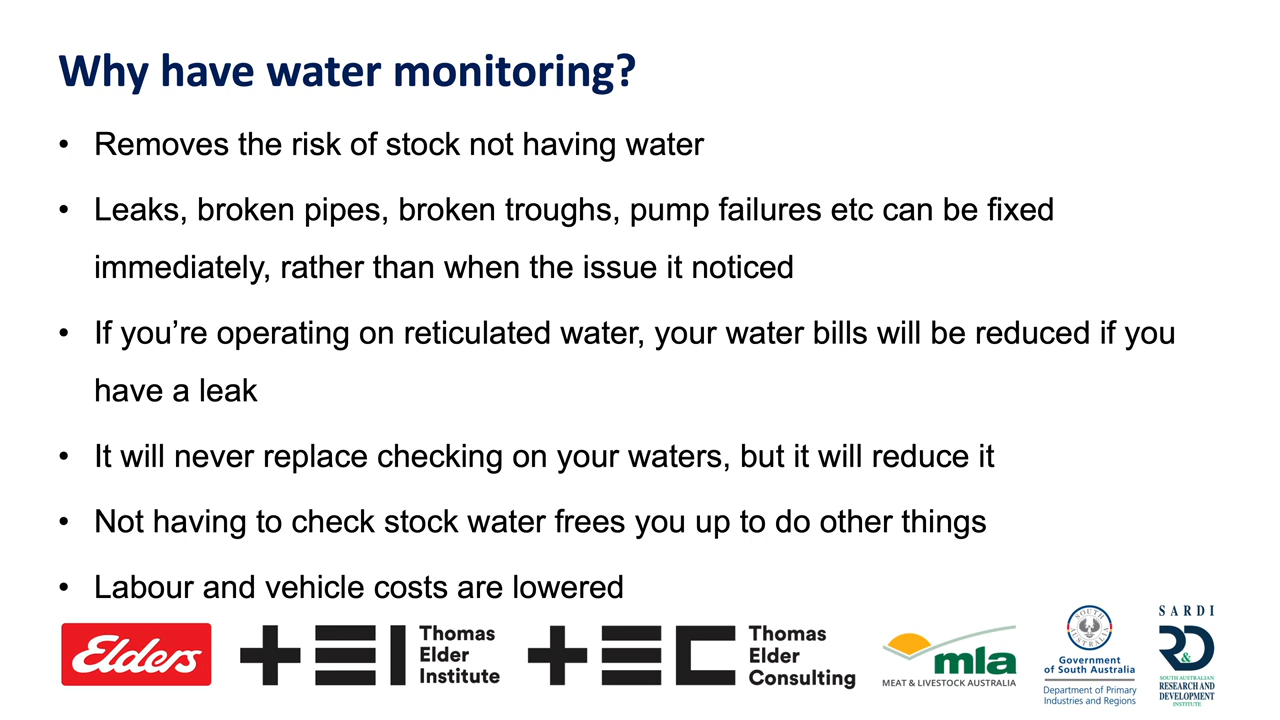 Why have water monitoring?
• Removes the risk of stock not having water
• Leaks, broken pipes, broken troughs, pump failures etc can be fixed
immediately, rather than when the issue it noticed
• If you’re operating on reticulated water, your water bills will be reduced if you
have a leak
• It will never replace checking on your waters, but it will reduce it
• Not having to check stock water frees you up to do other things
• Labour and vehicle costs are lowered
Elders
TEI
Thomas
Elder
Institute
TEC
Thomas
Elder
Consulting
mla
MEAT & LIVESTOCK AUSTRALIA
SOUTH
AUSTRALIA
Government
of South Australia
Department of Primary
Industries and Regions
SARDI
R&D
SOUTH AUSTRALIAN
RESEARCH AND
DEVELOPMENT
INSTITUTE